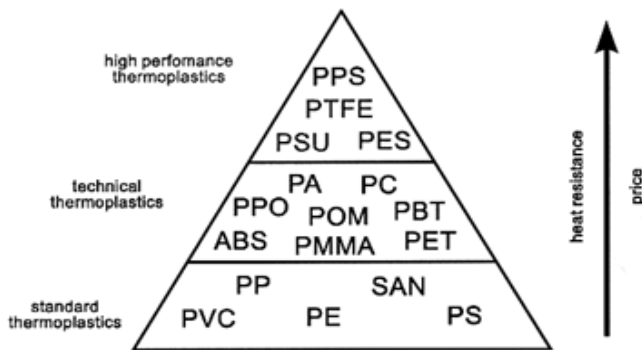 high perfomance
thermoplastics
PPS
PTFE
PSU PES
technical
thermoplastics
PA PC
PPO POM PBT
ABS PMMA PET
standard
thermoplastics
PP SAN
PVC PE PS
heat resistance
price